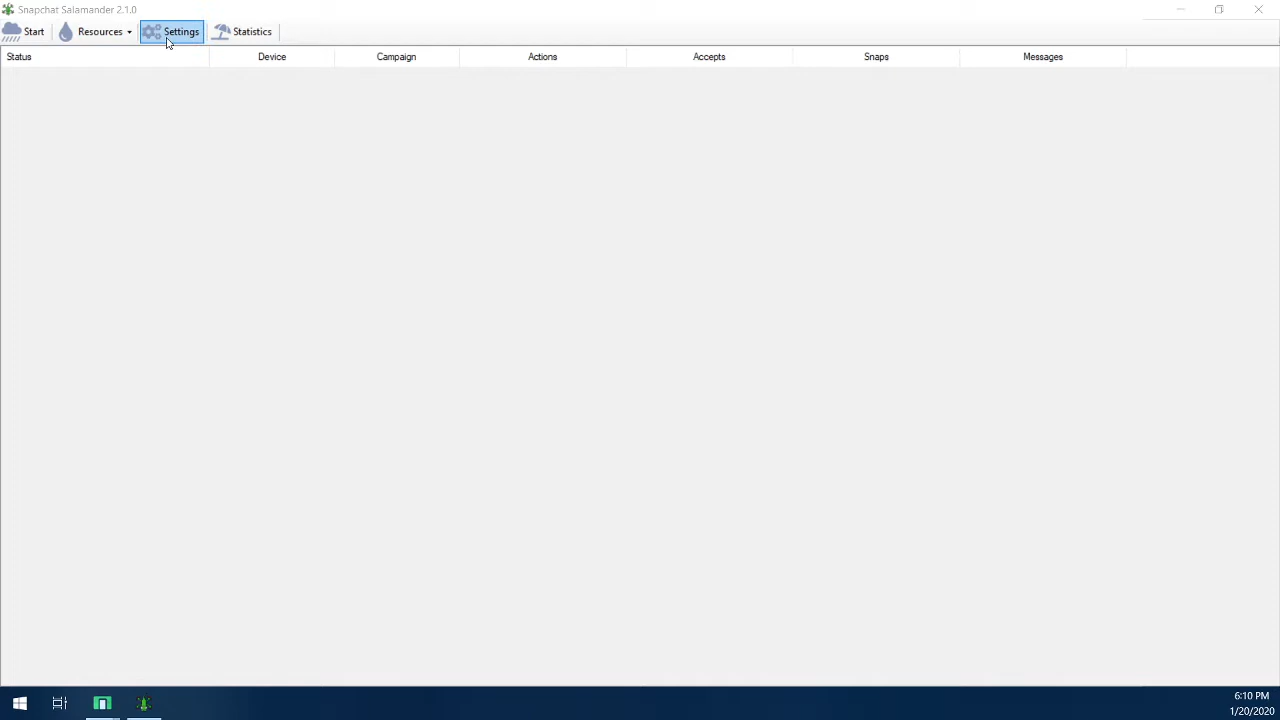 Snapchat Salamander 2.1.0
Start Resources Settings Statistics
Status Device Campaign Actions Accepts Snaps Messages
6:10 PM
1/20/2020